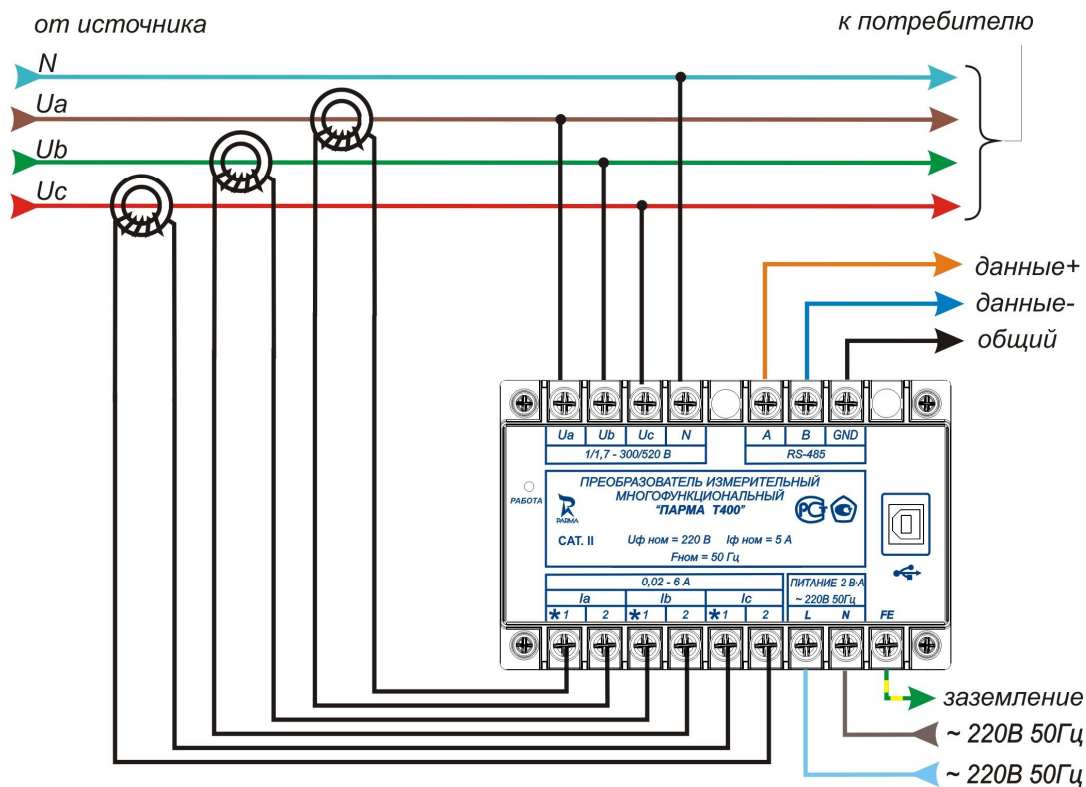 от источника
к потребителю
N
Ua
Ub
Uc
данные+
данные-
общий
Ua Ub Uc N A B GND
1/1,7 - 300/520 В RS-485
РАБОТА
PARMA
ПРЕОБРАЗОВАТЕЛЬ ИЗМЕРИТЕЛЬНЫЙ
МНОГОФУНКЦИОНАЛЬНЫЙ
"ПАРМА Т400"
РСТ
CAT. II Uф ном = 220 В Iф ном = 5 А
Fном = 50 Гц
0,02 - 6 А ПИТАНИЕ 2 В·А
Ia Ib Ic ~ 220В 50Гц
*1 2 *1 2 *1 2 L N FE
заземление
~ 220В 50Гц
~ 220В 50Гц